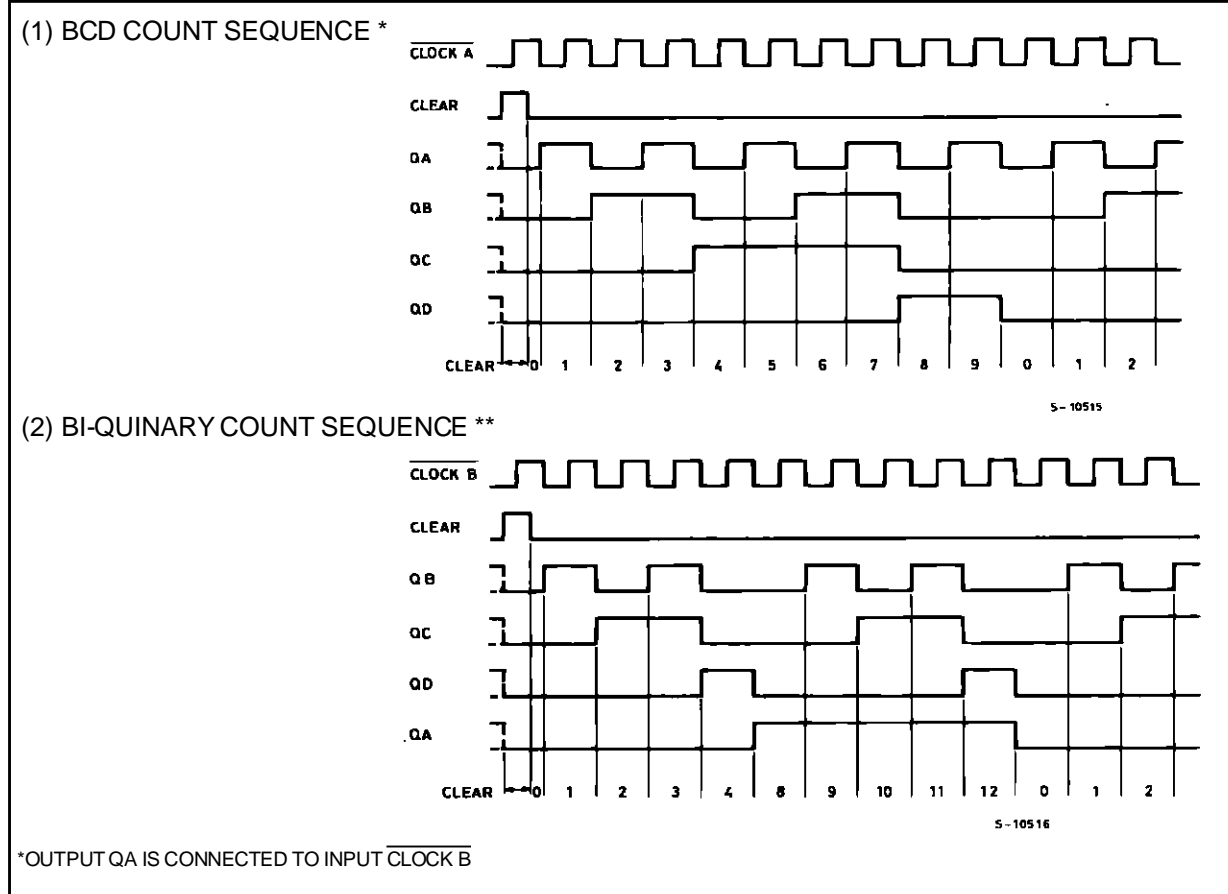 (1) BCD COUNT SEQUENCE *
CLOCK A
CLEAR
QA
QB
QC
QD
CLEAR 0 1 2 3 4 5 6 7 8 9 0 1 2
S-10515
(2) BI-QUINARY COUNT SEQUENCE **
CLOCK B
CLEAR
QB
QC
QD
QA
CLEAR 0 1 2 3 4 8 9 10 11 12 0 1 2
S-10516
*OUTPUT QA IS CONNECTED TO INPUT CLOCK B